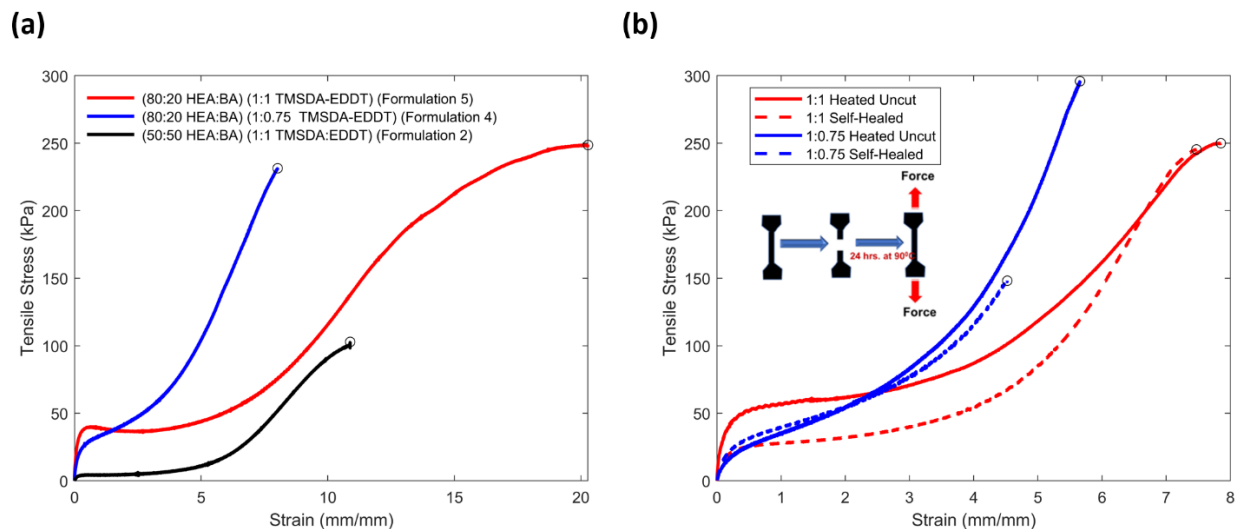 (a)
300
250
200
150
100
50
0
Tensile Stress (kPa)
(80:20 HEA:BA) (1:1 TMSDA-EDDT) (Formulation 5)
(80:20 HEA:BA) (1:0.75 TMSDA-EDDT) (Formulation 4)
(50:50 HEA:BA) (1:1 TMSDA:EDDT) (Formulation 2)
0 5 10 15 20
Strain (mm/mm)
(b)
300
250
200
150
100
50
0
Tensile Stress (kPa)
1:1 Heated Uncut
1:1 Self-Healed
1:0.75 Heated Uncut
1:0.75 Self-Healed
Force
24 hrs. at 90⁰C
Force
0 1 2 3 4 5 6 7 8
Strain (mm/mm)